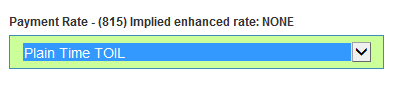 Payment Rate - (815) Implied enhanced rate: NONE
Plain Time TOIL